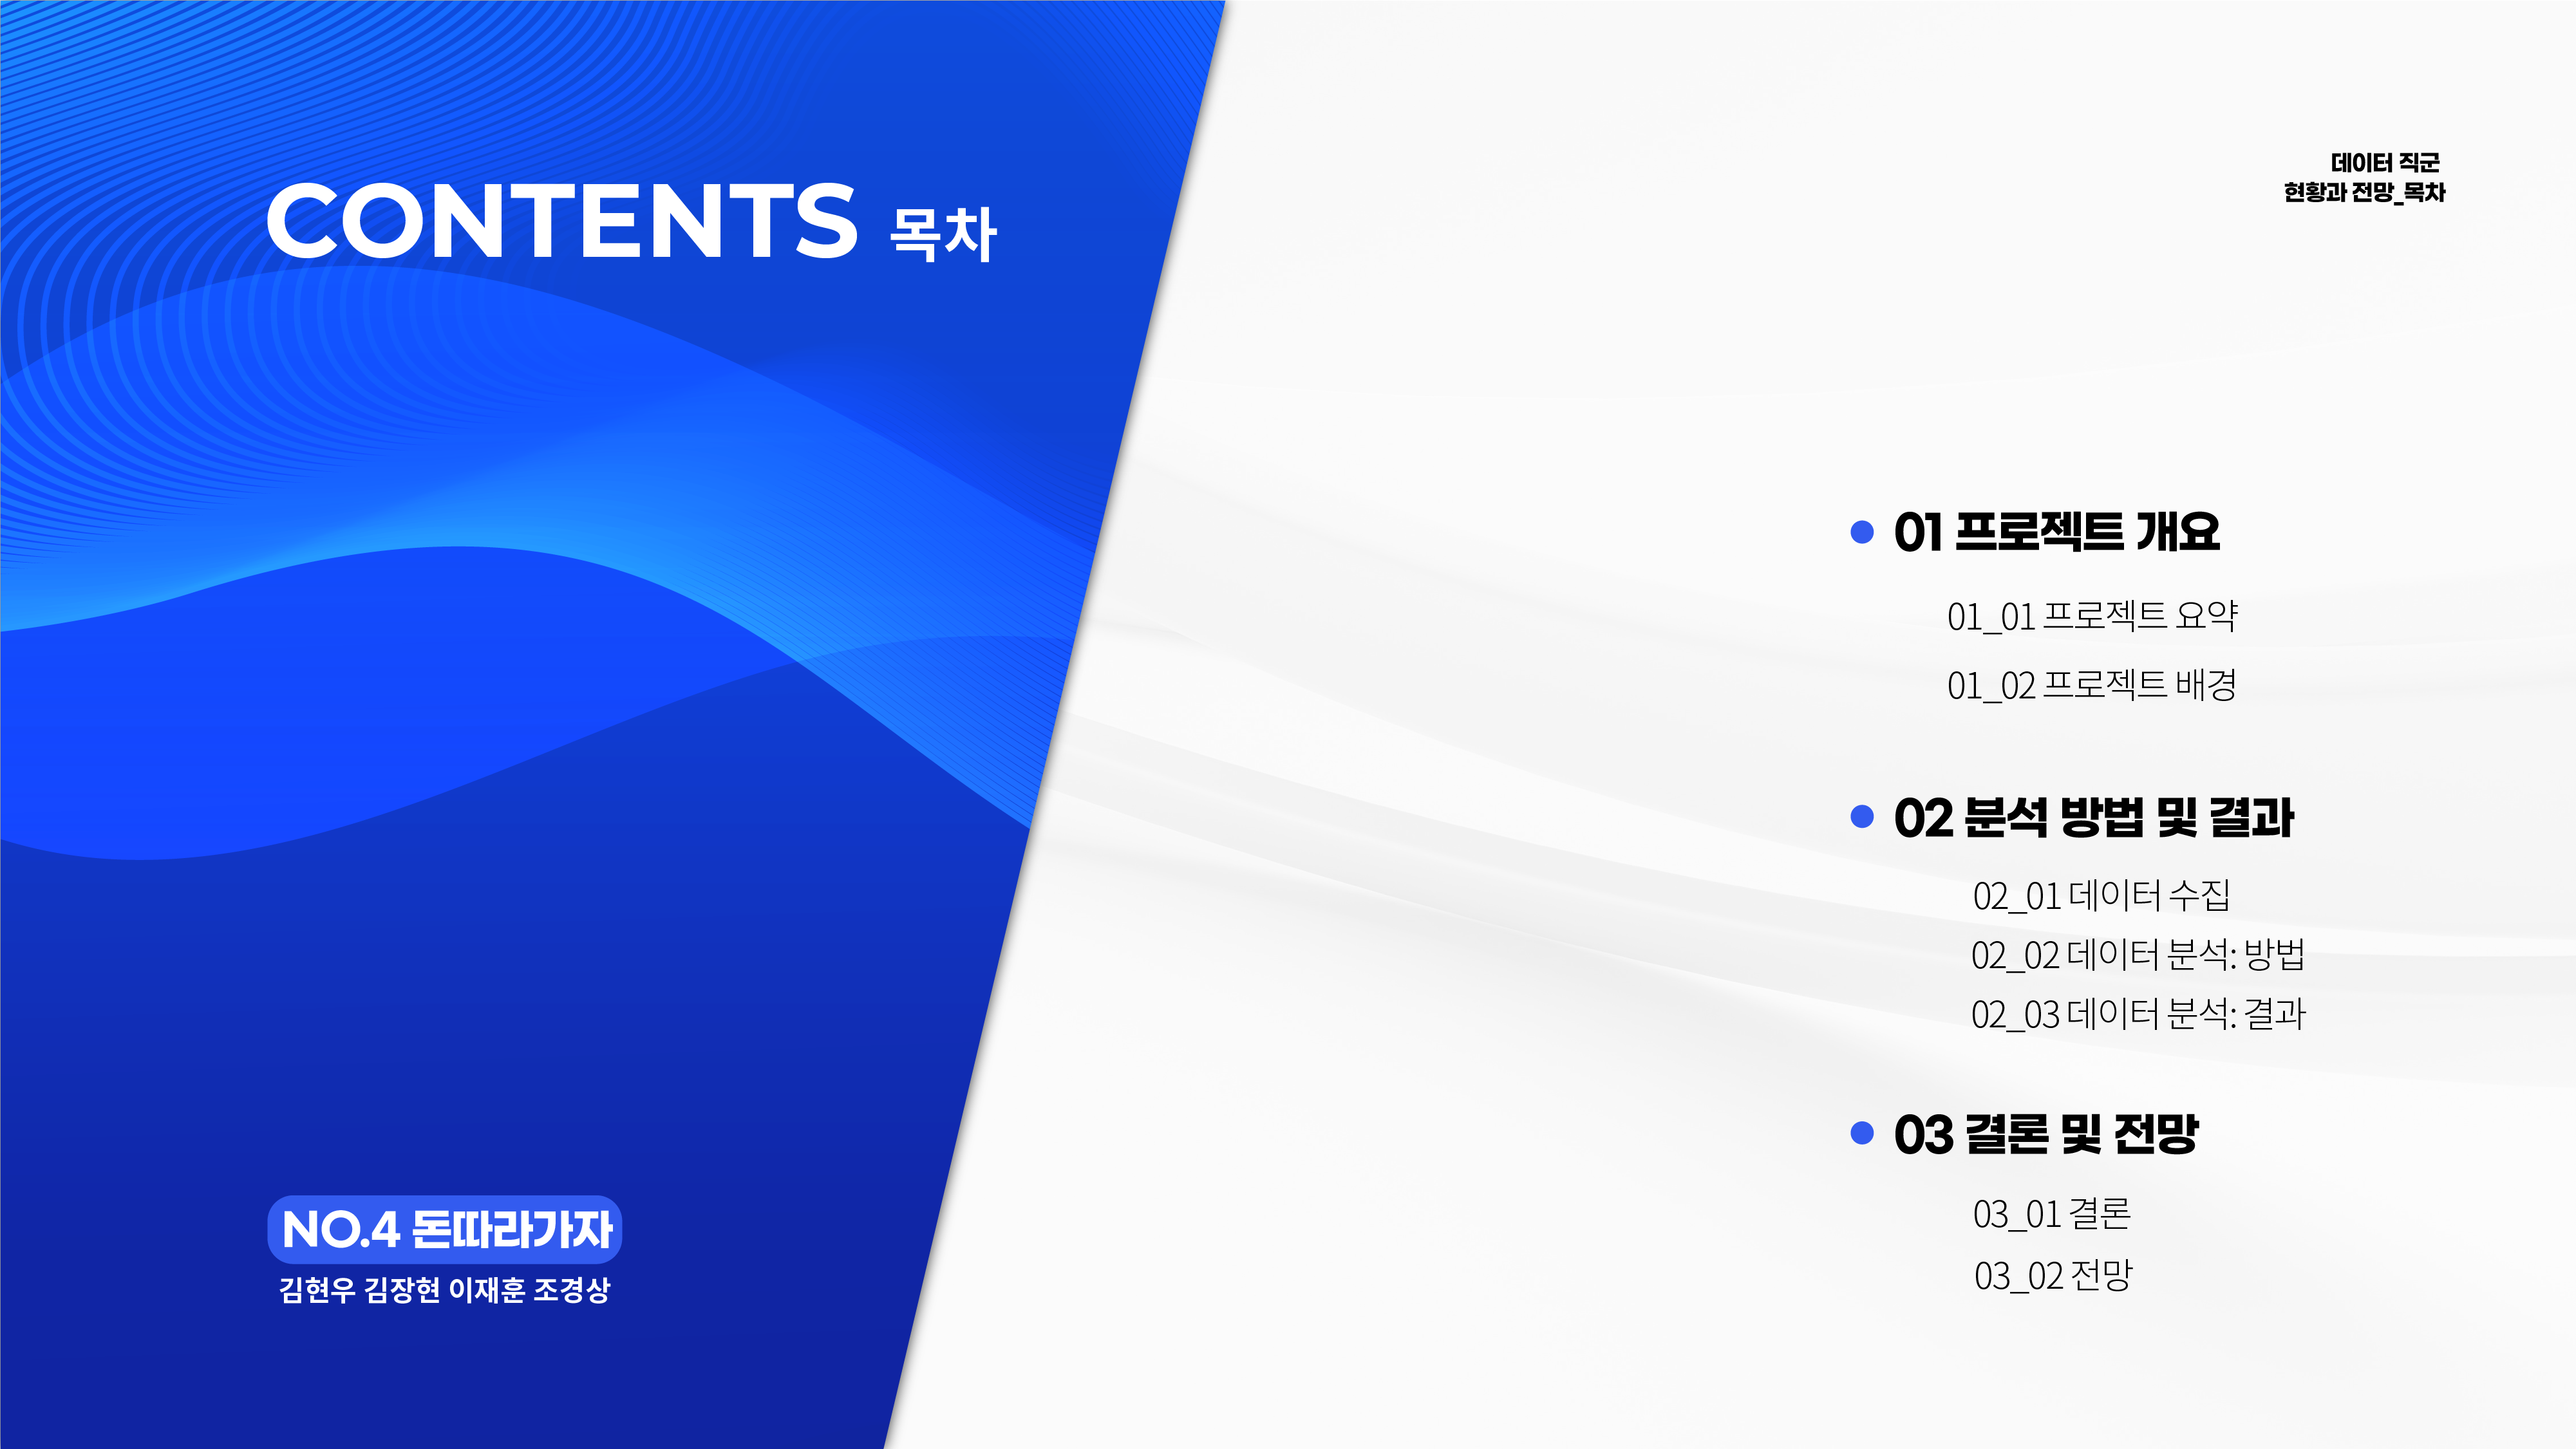 CONTENTS 목차
데이터 직군
현황과 전망_목차
01 프로젝트 개요
01_01 프로젝트 요약
01_02 프로젝트 배경
02 분석 방법 및 결과
02_01 데이터 수집
02_02 데이터 분석: 방법
02_03 데이터 분석: 결과
03 결론 및 전망
03_01 결론
03_02 전망
NO.4 돈따라가자
김현우 김장현 이재훈 조경상